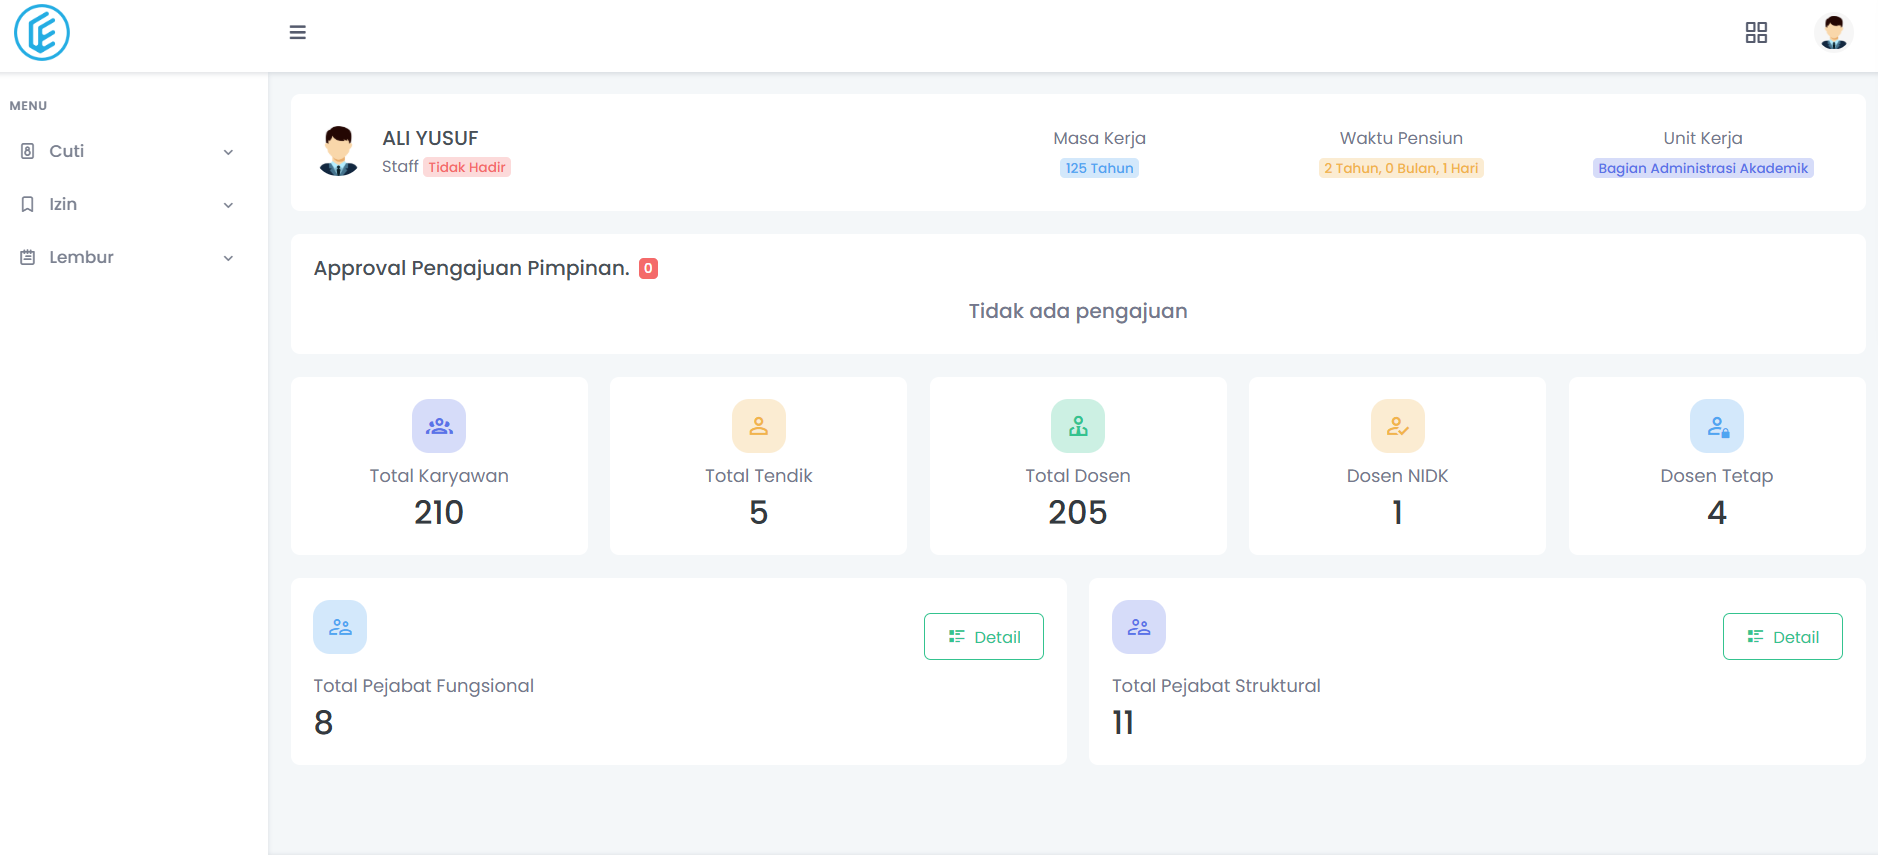 MENU
Cuti
Izin
Lembur
ALI YUSUF
Staff Tidak Hadir
Masa Kerja
125 Tahun
Waktu Pensiun
2 Tahun, 0 Bulan, 1 Hari
Unit Kerja
Bagian Administrasi Akademik
Approval Pengajuan Pimpinan. 0
Tidak ada pengajuan
Total Karyawan
210
Total Tendik
5
Total Dosen
205
Dosen NIDK
1
Dosen Tetap
4
Detail
Total Pejabat Fungsional
8
Detail
Total Pejabat Struktural
11